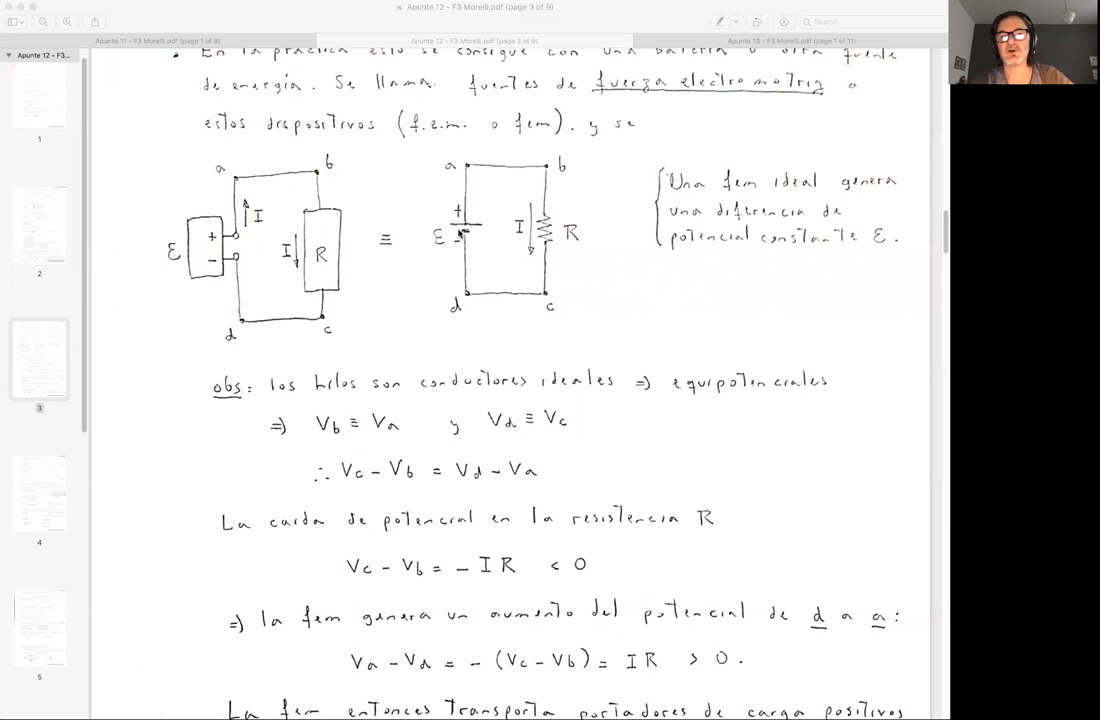 Apunte 12 - F3 Morelli.pdf (page 3 of 9)
Search
Apunte 11 - F3 Morelli.pdf (page 1 of 9)
Apunte 12 - F3 Morelli.pdf (page 3 of 9)
Apunte 13 - F3 Morelli.pdf (page 1 of 11)
Apunte 12 - F3...
1
2
3
4
5
• En la práctica esto se consigue con una batería u otra fuente
de energía. Se llama fuentes de fuerza electromotriz a
estos dispositivos (f.e.m. o fem). y se
a b
I
ε + − I R
d c
≡
a b
+
ε − I R
d c
Una fem ideal genera
una diferencia de
potencial constante ε.
obs: los hilos son conductores ideales ⇒ equipotenciales
⇒ Vb ≡ Va y Vd ≡ Vc
∴ Vc - Vb = Vd - Va
La caída de potencial en la resistencia R
Vc - Vb = - I R < 0
⇒ la fem genera un aumento del potencial de d a a:
Va - Vd = - (Vc - Vb) = I R > 0.
La fem entonces transporta portadores de carga positivos